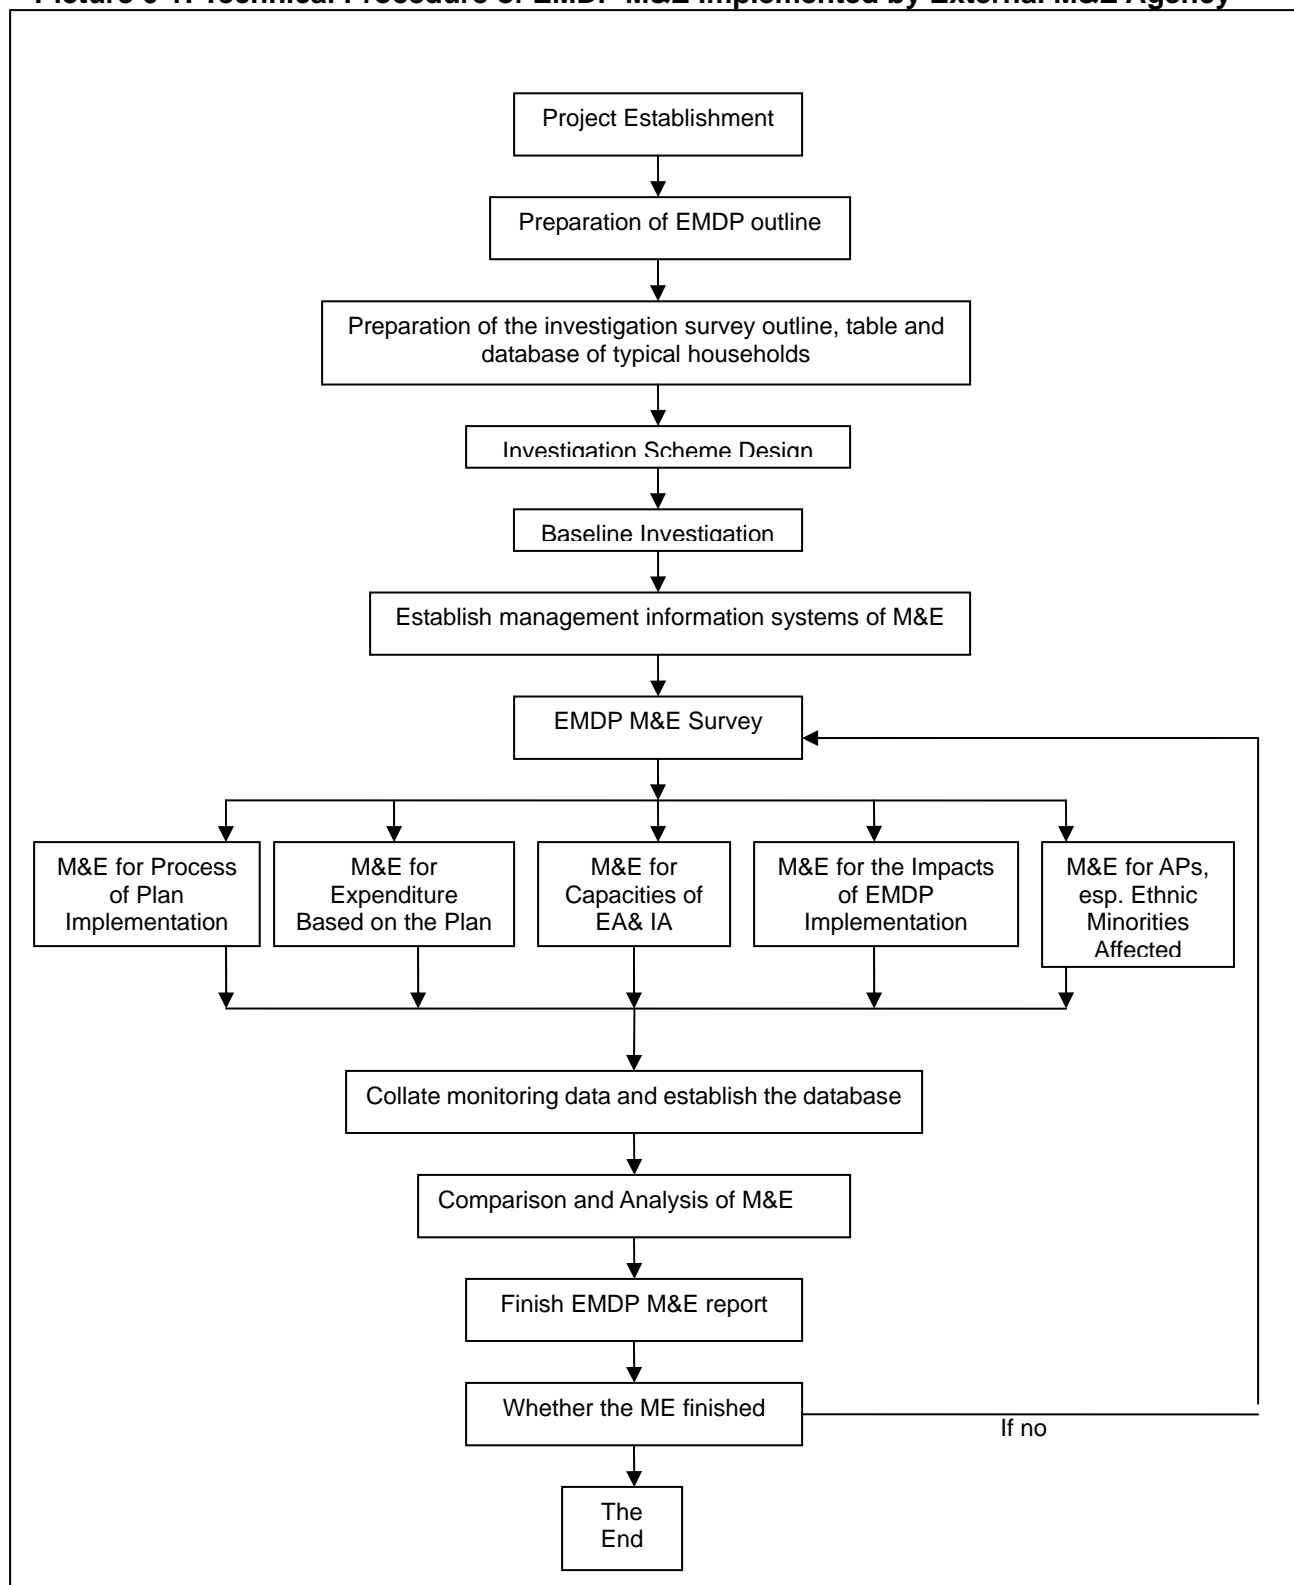 Technical Procedure of EMDP M&E Implemented by External M&E Agency
Project Establishment
Preparation of EMDP outline
Preparation of the investigation survey outline, table and
database of typical households
Investigation Scheme Design
Baseline Investigation
Establish management information systems of M&E
EMDP M&E Survey
M&E for Process
of Plan
Implementation
M&E for
Expenditure
Based on the Plan
M&E for
Capacities of
EA& IA
M&E for the Impacts
of EMDP
Implementation
M&E for APs,
esp. Ethnic
Minorities
Affected
Collate monitoring data and establish the database
Comparison and Analysis of M&E
Finish EMDP M&E report
Whether the ME finished
If no
The
End